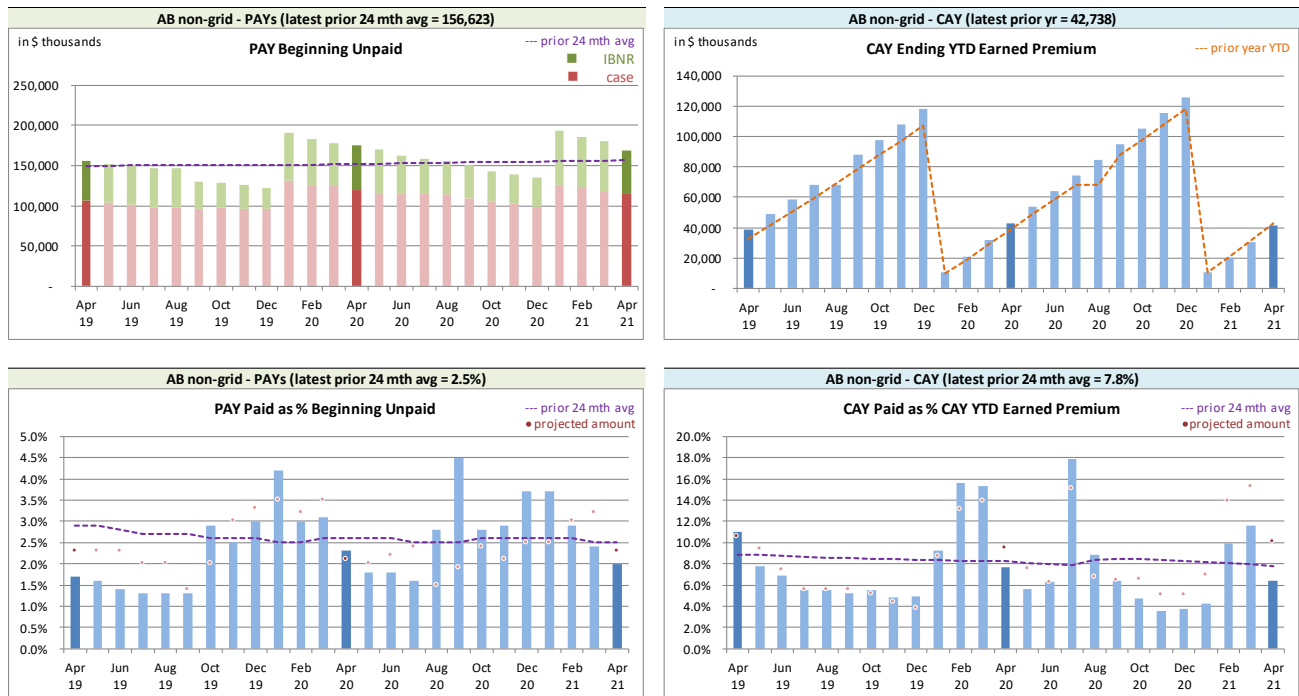 AB non-grid - PAYs (latest prior 24 mth avg = 156,623)
in $ thousands
PAY Beginning Unpaid
--- prior 24 mth avg
IBNR
case
250,000
200,000
150,000
100,000
50,000
-
Apr Jun Aug Oct Dec Feb Apr Jun Aug Oct Dec Feb Apr
19 19 19 19 19 20 20 20 20 20 20 21 21
AB non-grid - CAY (latest prior yr = 42,738)
in $ thousands
CAY Ending YTD Earned Premium
--- prior year YTD
140,000
120,000
100,000
80,000
60,000
40,000
20,000
-
Apr Jun Aug Oct Dec Feb Apr Jun Aug Oct Dec Feb Apr
19 19 19 19 19 20 20 20 20 20 20 21 21
AB non-grid - PAYs (latest prior 24 mth avg = 2.5%)
PAY Paid as % Beginning Unpaid
--- prior 24 mth avg
projected amount
5.0%
4.5%
4.0%
3.5%
3.0%
2.5%
2.0%
1.5%
1.0%
0.5%
0.0%
Apr Jun Aug Oct Dec Feb Apr Jun Aug Oct Dec Feb Apr
19 19 19 19 19 20 20 20 20 20 20 21 21
AB non-grid - CAY (latest prior 24 mth avg = 7.8%)
CAY Paid as % CAY YTD Earned Premium
--- prior 24 mth avg
projected amount
20.0%
18.0%
16.0%
14.0%
12.0%
10.0%
8.0%
6.0%
4.0%
2.0%
0.0%
Apr Jun Aug Oct Dec Feb Apr Jun Aug Oct Dec Feb Apr
19 19 19 19 19 20 20 20 20 20 20 21 21